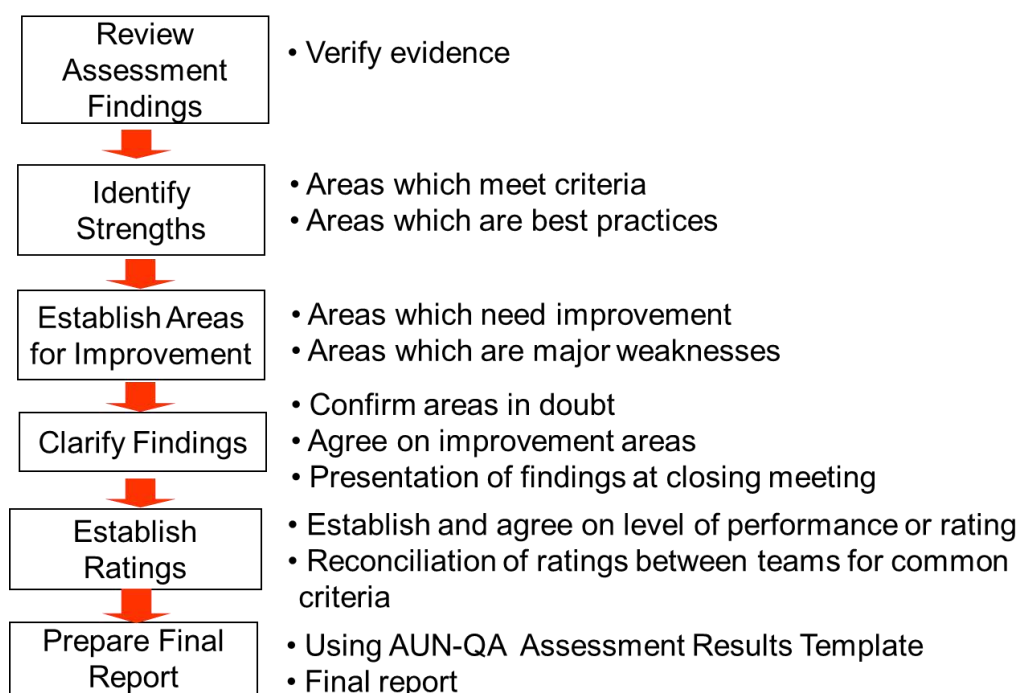 Review
Assessment
Findings
• Verify evidence
Identify
Strengths
• Areas which meet criteria
• Areas which are best practices
Establish Areas
for Improvement
• Areas which need improvement
• Areas which are major weaknesses
Clarify Findings
• Confirm areas in doubt
• Agree on improvement areas
• Presentation of findings at closing meeting
Establish
Ratings
• Establish and agree on level of performance or rating
• Reconciliation of ratings between teams for common
criteria
Prepare Final
Report
• Using AUN-QA Assessment Results Template
• Final report